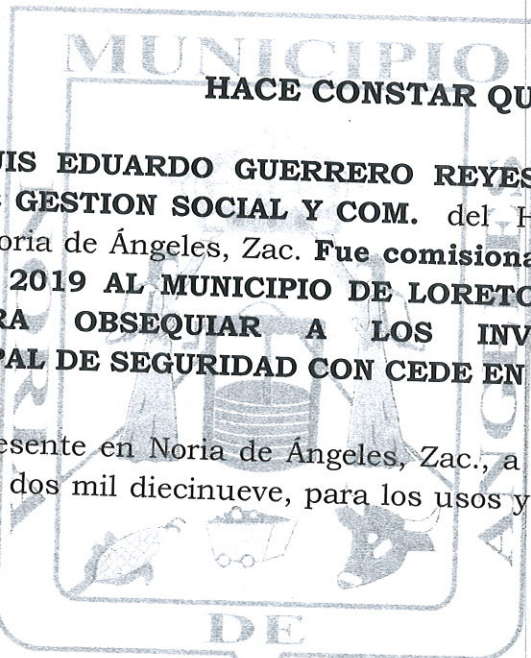 MUNICIPIO
HACE CONSTAR QU
UIS EDUARDO GUERRERO REYES
GESTION SOCIAL Y COM. del
oria de Ángeles, Zac. Fue comisiona
2019 AL MUNICIPIO DE LORETO
RA OBSEQUIAR A LOS INV
PAL DE SEGURIDAD CON CEDE EN
esente en Noria de Ángeles, Zac., a
dos mil diecinueve, para los usos y
NORIA
ANGELES
DE